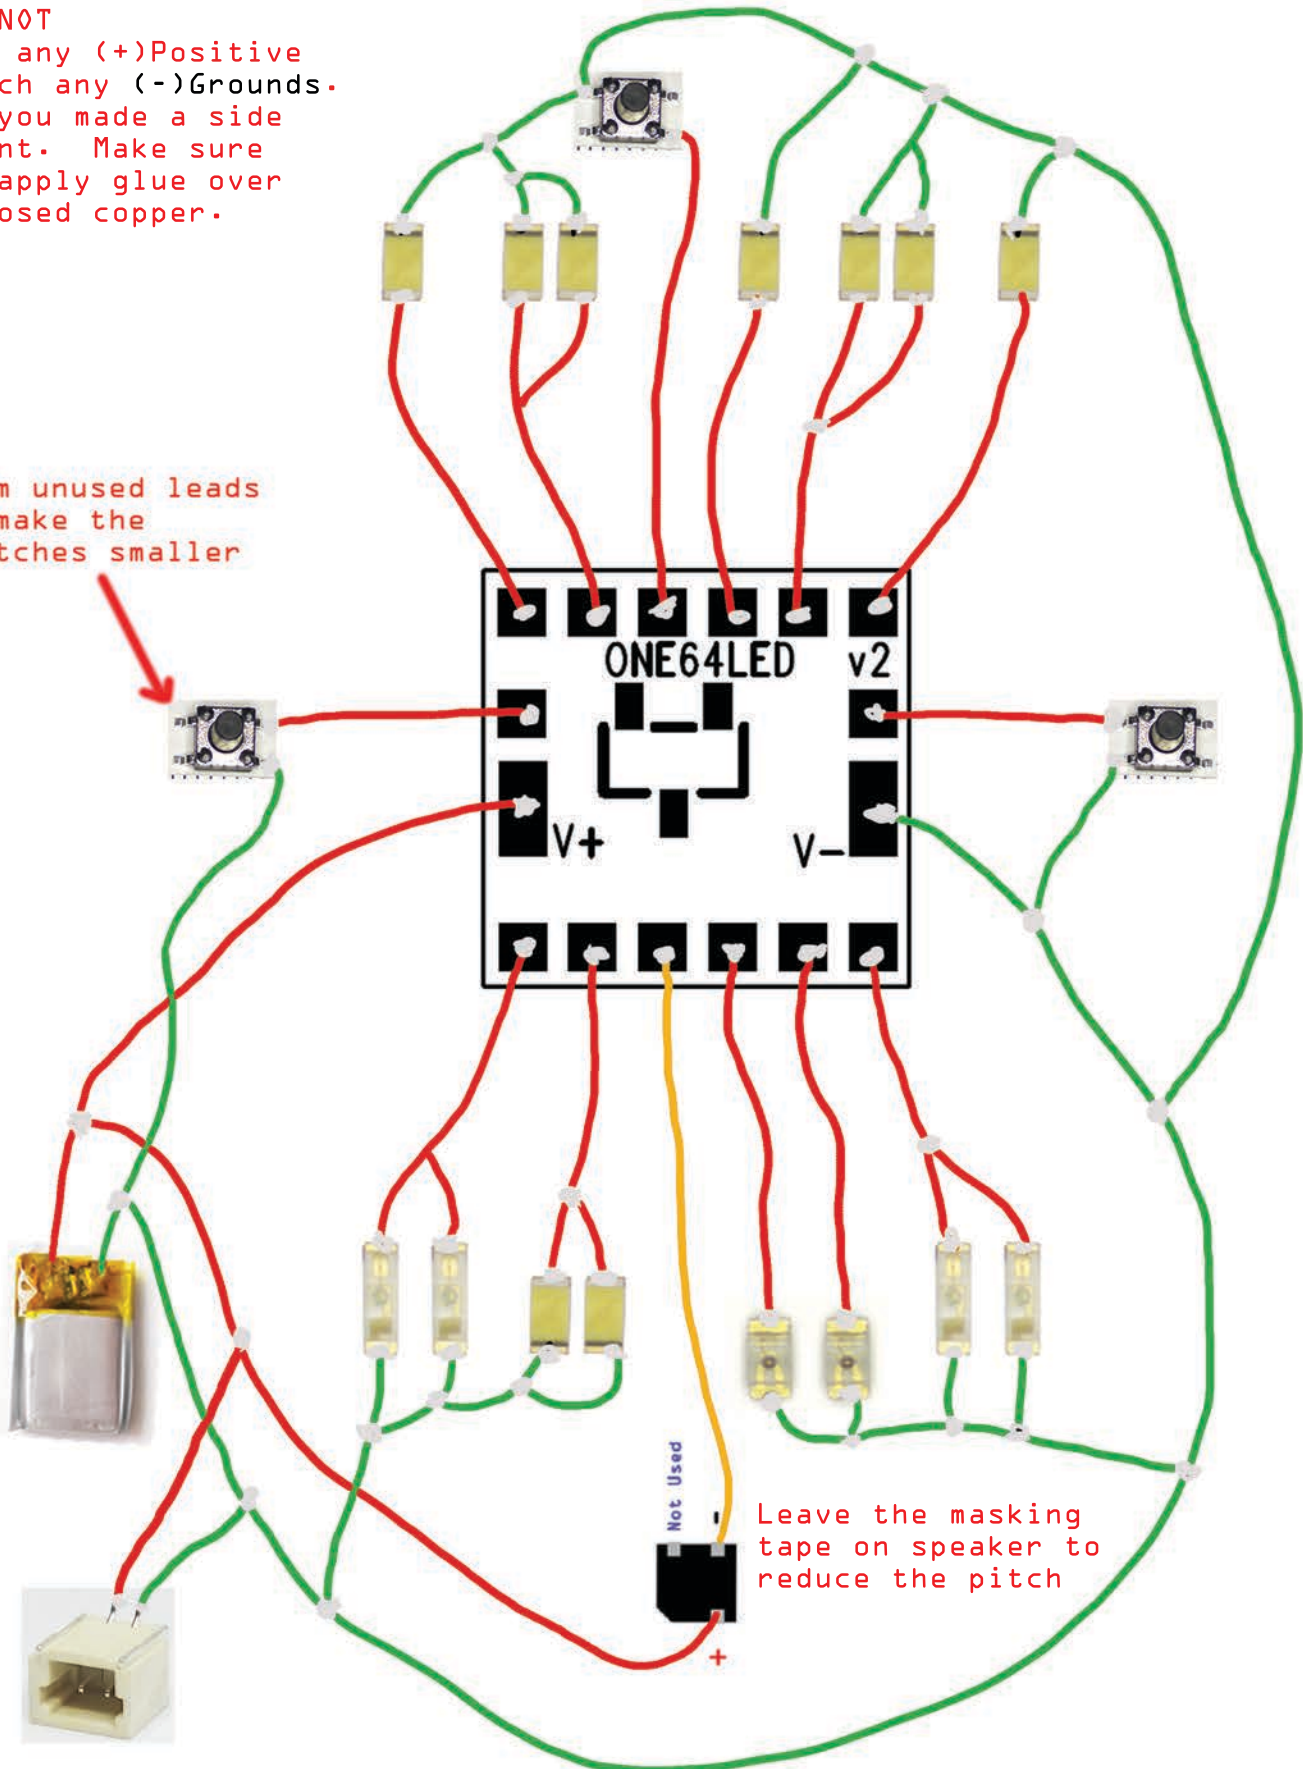 NOT
any (+)Positive
ch any (-)Grounds.
you made a side
nt. Make sure
apply glue over
osed copper.
m unused leads
make the
tches smaller
ONE64LED v2
V+
V-
Not Used
-
Leave the masking
tape on speaker to
reduce the pitch
+